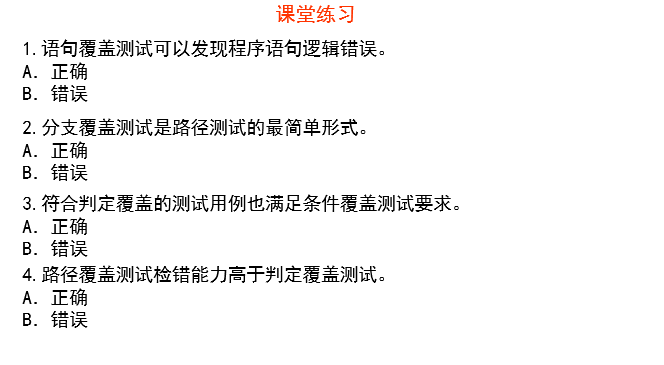 课堂练习
1.语句覆盖测试可以发现程序语句逻辑错误。
A. 正确
B. 错误
2.分支覆盖测试是路径测试的最简单形式。
A. 正确
B. 错误
3.符合判定覆盖的测试用例也满足条件覆盖测试要求。
A. 正确
B. 错误
4.路径覆盖测试检错能力高于判定覆盖测试。
A. 正确
B. 错误